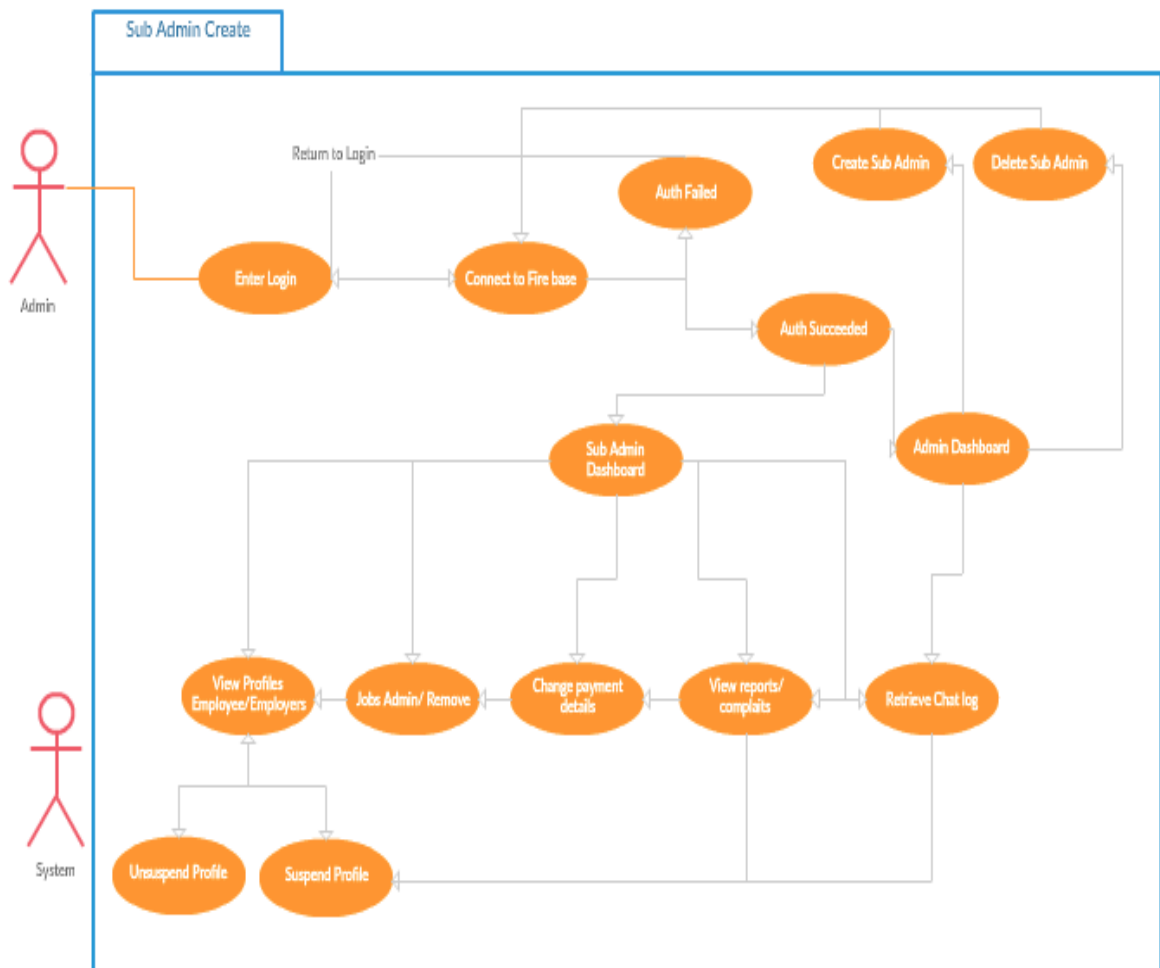 Sub Admin Create
Return to Login
Create Sub Admin
Delete Sub Admin
Auth Failed
Admin
Enter Login
Connect to Fire base
Auth Succeeded
Sub Admin
Dashboard
Admin Dashboard
View Profiles
Employee/Employers
Jobs Admin/ Remove
Change payment
details
View reports/
complaits
Retrieve Chat log
System
Unsuspend Profile
Suspend Profile